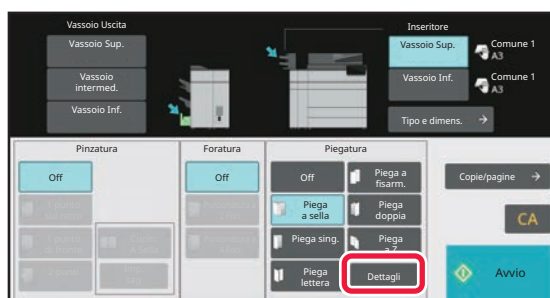 Vassoio Uscita
Vassoio Sup.
Vassoio
intermed.
Vassoio Inf.
Inseritore
Vassoio Sup.
Comune 1
A3
Vassoio Inf.
Comune 1
A3
Tipo e dimens.
Pinzatura
Off
Foratura
Off
Piegatura
Off
Piega a
fisarm.
Piega
a sella
Piega
doppia
Piega sing.
Piega
a Z
Piega
lettera
Dettagli
Copie/pagine
CA
Avvio